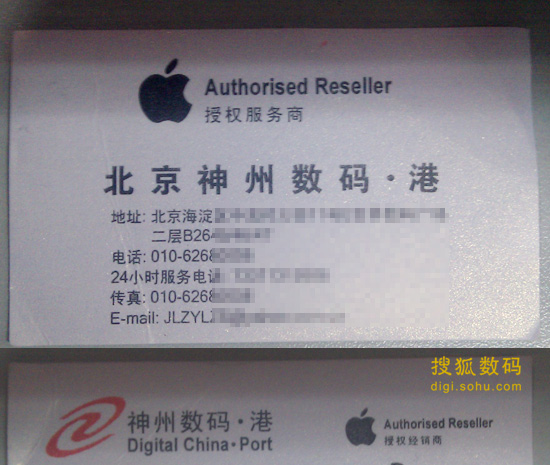 Authorised Reseller
授权服务商
北京神州数码·港
地址: 北京海淀
二层B26
电话: 010-6268
24小时服务电话:
传真: 010-6268
E-mail: JLZYL
搜狐数码
digi.sohu.com
神州数码·港
Digital China·Port
Authorised Reseller
授权经销商